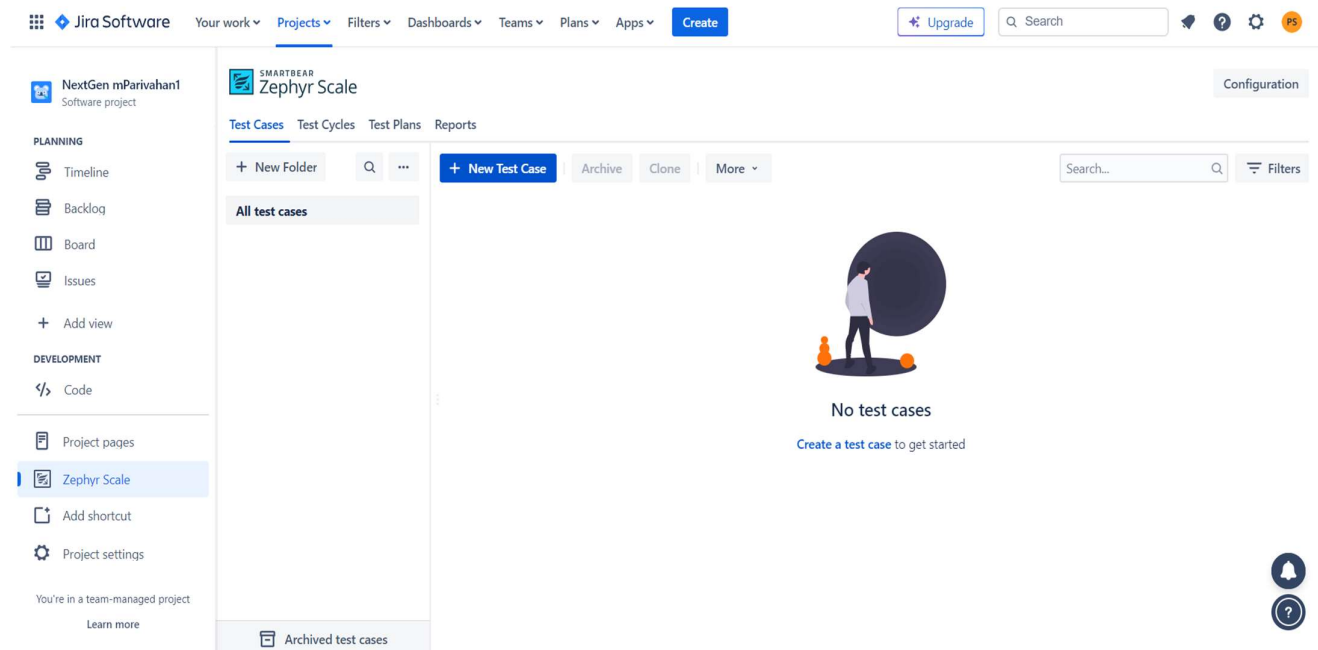 Jira Software Your work Projects Filters Dashboards Teams Plans Apps Create Upgrade Search PS
NextGen mParivahan1
Software project
PLANNING
Timeline
Backlog
Board
Issues
Add view
DEVELOPMENT
Code
Project pages
Zephyr Scale
Add shortcut
Project settings
You're in a team-managed project
Learn more
SMARTBEAR
Zephyr Scale
Configuration
Test Cases Test Cycles Test Plans Reports
+ New Folder ...
All test cases
Archived test cases
+ New Test Case Archive Clone More Search... Filters
No test cases
Create a test case to get started